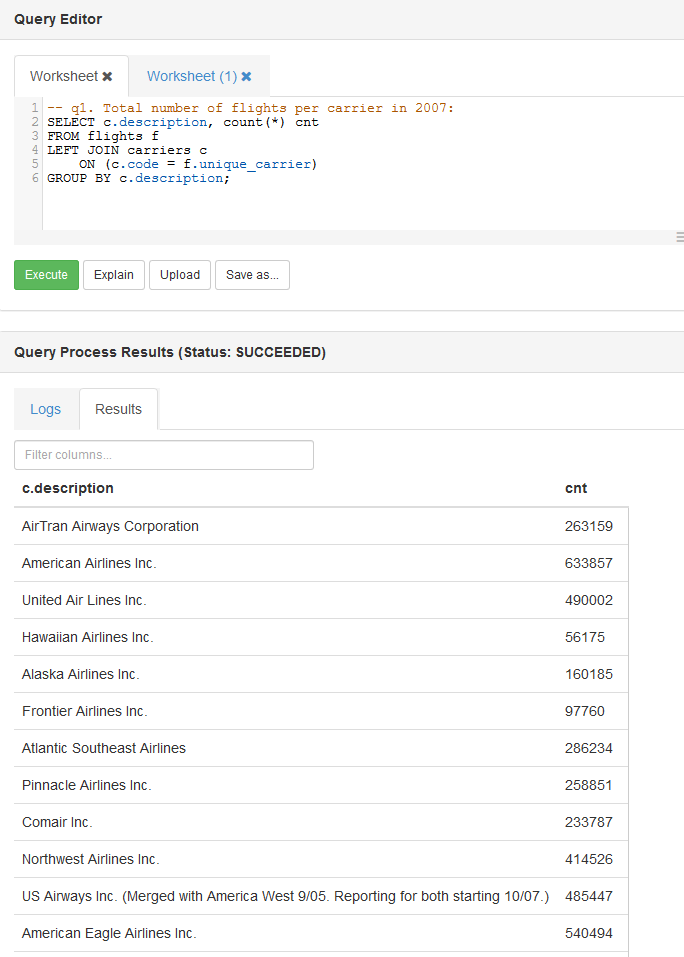 Query Editor
Worksheet ✖ Worksheet (1) ✖
1 -- q1. Total number of flights per carrier in 2007:
2 SELECT c.description, count(*) cnt
3 FROM flights f
4 LEFT JOIN carriers c
5     ON (c.code = f.unique_carrier)
6 GROUP BY c.description;
Execute Explain Upload Save as...
Query Process Results (Status: SUCCEEDED)
Logs Results
Filter columns...
c.description cnt
AirTran Airways Corporation 263159
American Airlines Inc. 633857
United Air Lines Inc. 490002
Hawaiian Airlines Inc. 56175
Alaska Airlines Inc. 160185
Frontier Airlines Inc. 97760
Atlantic Southeast Airlines 286234
Pinnacle Airlines Inc. 258851
Comair Inc. 233787
Northwest Airlines Inc. 414526
US Airways Inc. (Merged with America West 9/05. Reporting for both starting 10/07.) 485447
American Eagle Airlines Inc. 540494